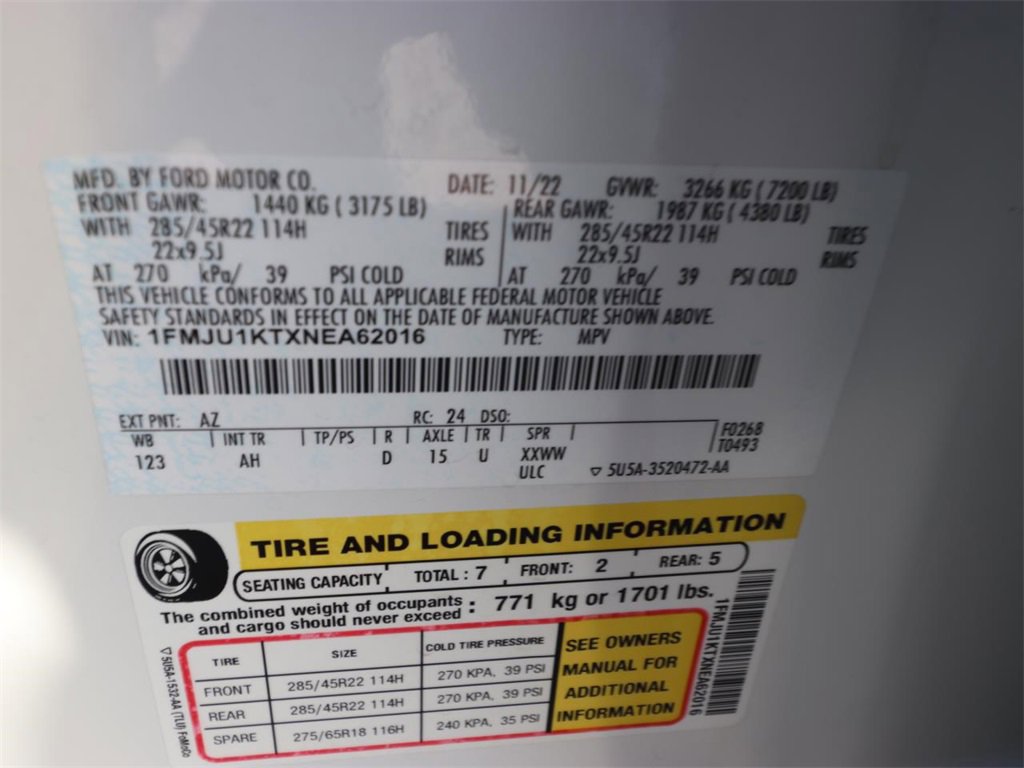 MFD. BY FORD MOTOR CO. DATE: 11/22 GVWR: 3266 KG ( 7200 LB)
FRONT GAWR: 1440 KG ( 3175 LB) REAR GAWR: 1987 KG ( 4380 LB)
WITH 285/45R22 114H TIRES WITH 285/45R22 114H TIRES
22x9.5J RIMS 22x9.5J RIMS
AT 270 kPa/ 39 PSI COLD AT 270 kPa/ 39 PSI COLD
THIS VEHICLE CONFORMS TO ALL APPLICABLE FEDERAL MOTOR VEHICLE
SAFETY STANDARDS IN EFFECT ON THE DATE OF MANUFACTURE SHOWN ABOVE.
VIN: 1FMJU1KTXNEA62016 TYPE: MPV
EXT PNT: AZ RC: 24 DSO:
WB INT TR TP/PS R AXLE TR SPR F0268
T0493
123 AH D 15 U XXWW
ULC 5U5A-3520472-AA
TIRE AND LOADING INFORMATION
SEATING CAPACITY TOTAL : 7 FRONT: 2 REAR: 5
The combined weight of occupants
and cargo should never exceed : 771 kg or 1701 lbs.
TIRE SIZE COLD TIRE PRESSURE
FRONT 285/45R22 114H 270 KPA, 39 PSI
REAR 285/45R22 114H 270 KPA, 39 PSI
SPARE 275/65R18 116H 240 KPA, 35 PSI
SEE OWNERS
MANUAL FOR
ADDITIONAL
INFORMATION
5U5A-1532-AA (TLU) FoMoCo
1FMJU1KTXNEA62016